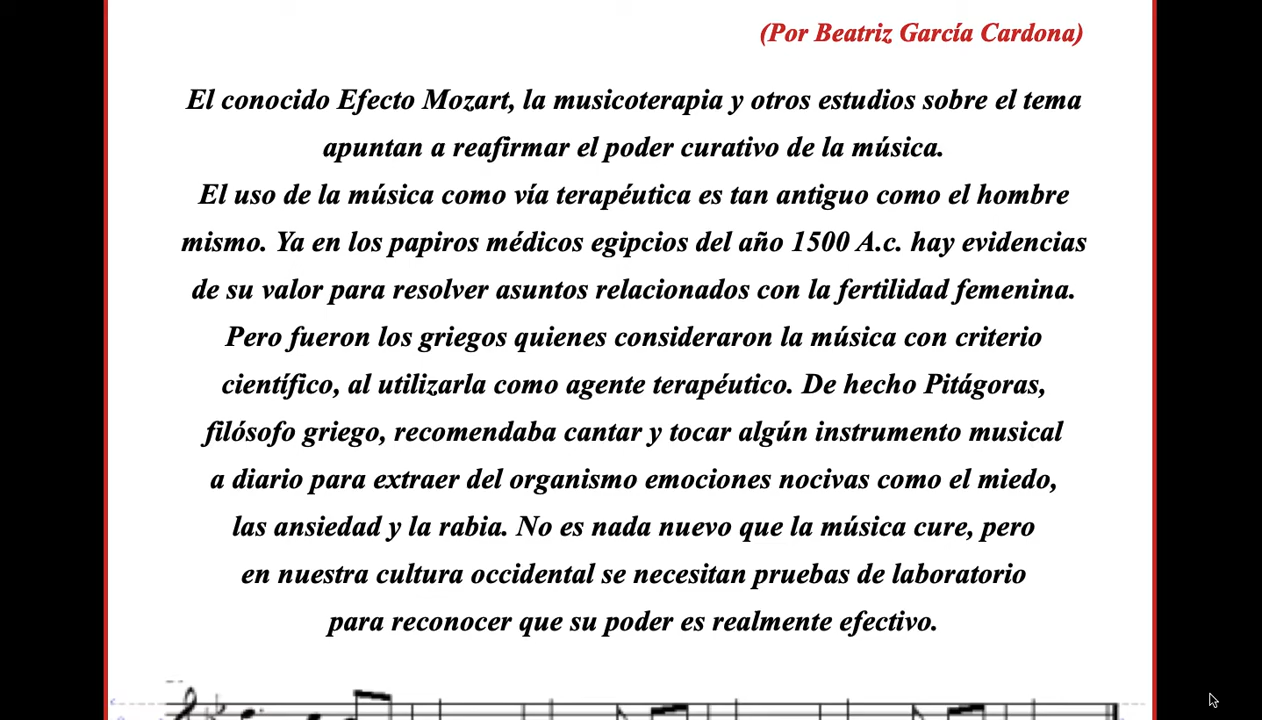 (Por Beatriz García Cardona)
El conocido Efecto Mozart, la musicoterapia y otros estudios sobre el tema
apuntan a reafirmar el poder curativo de la música.
El uso de la música como vía terapéutica es tan antiguo como el hombre
mismo. Ya en los papiros médicos egipcios del año 1500 A.c. hay evidencias
de su valor para resolver asuntos relacionados con la fertilidad femenina.
Pero fueron los griegos quienes consideraron la música con criterio
científico, al utilizarla como agente terapéutico. De hecho Pitágoras,
filósofo griego, recomendaba cantar y tocar algún instrumento musical
a diario para extraer del organismo emociones nocivas como el miedo,
las ansiedad y la rabia. No es nada nuevo que la música cure, pero
en nuestra cultura occidental se necesitan pruebas de laboratorio
para reconocer que su poder es realmente efectivo.